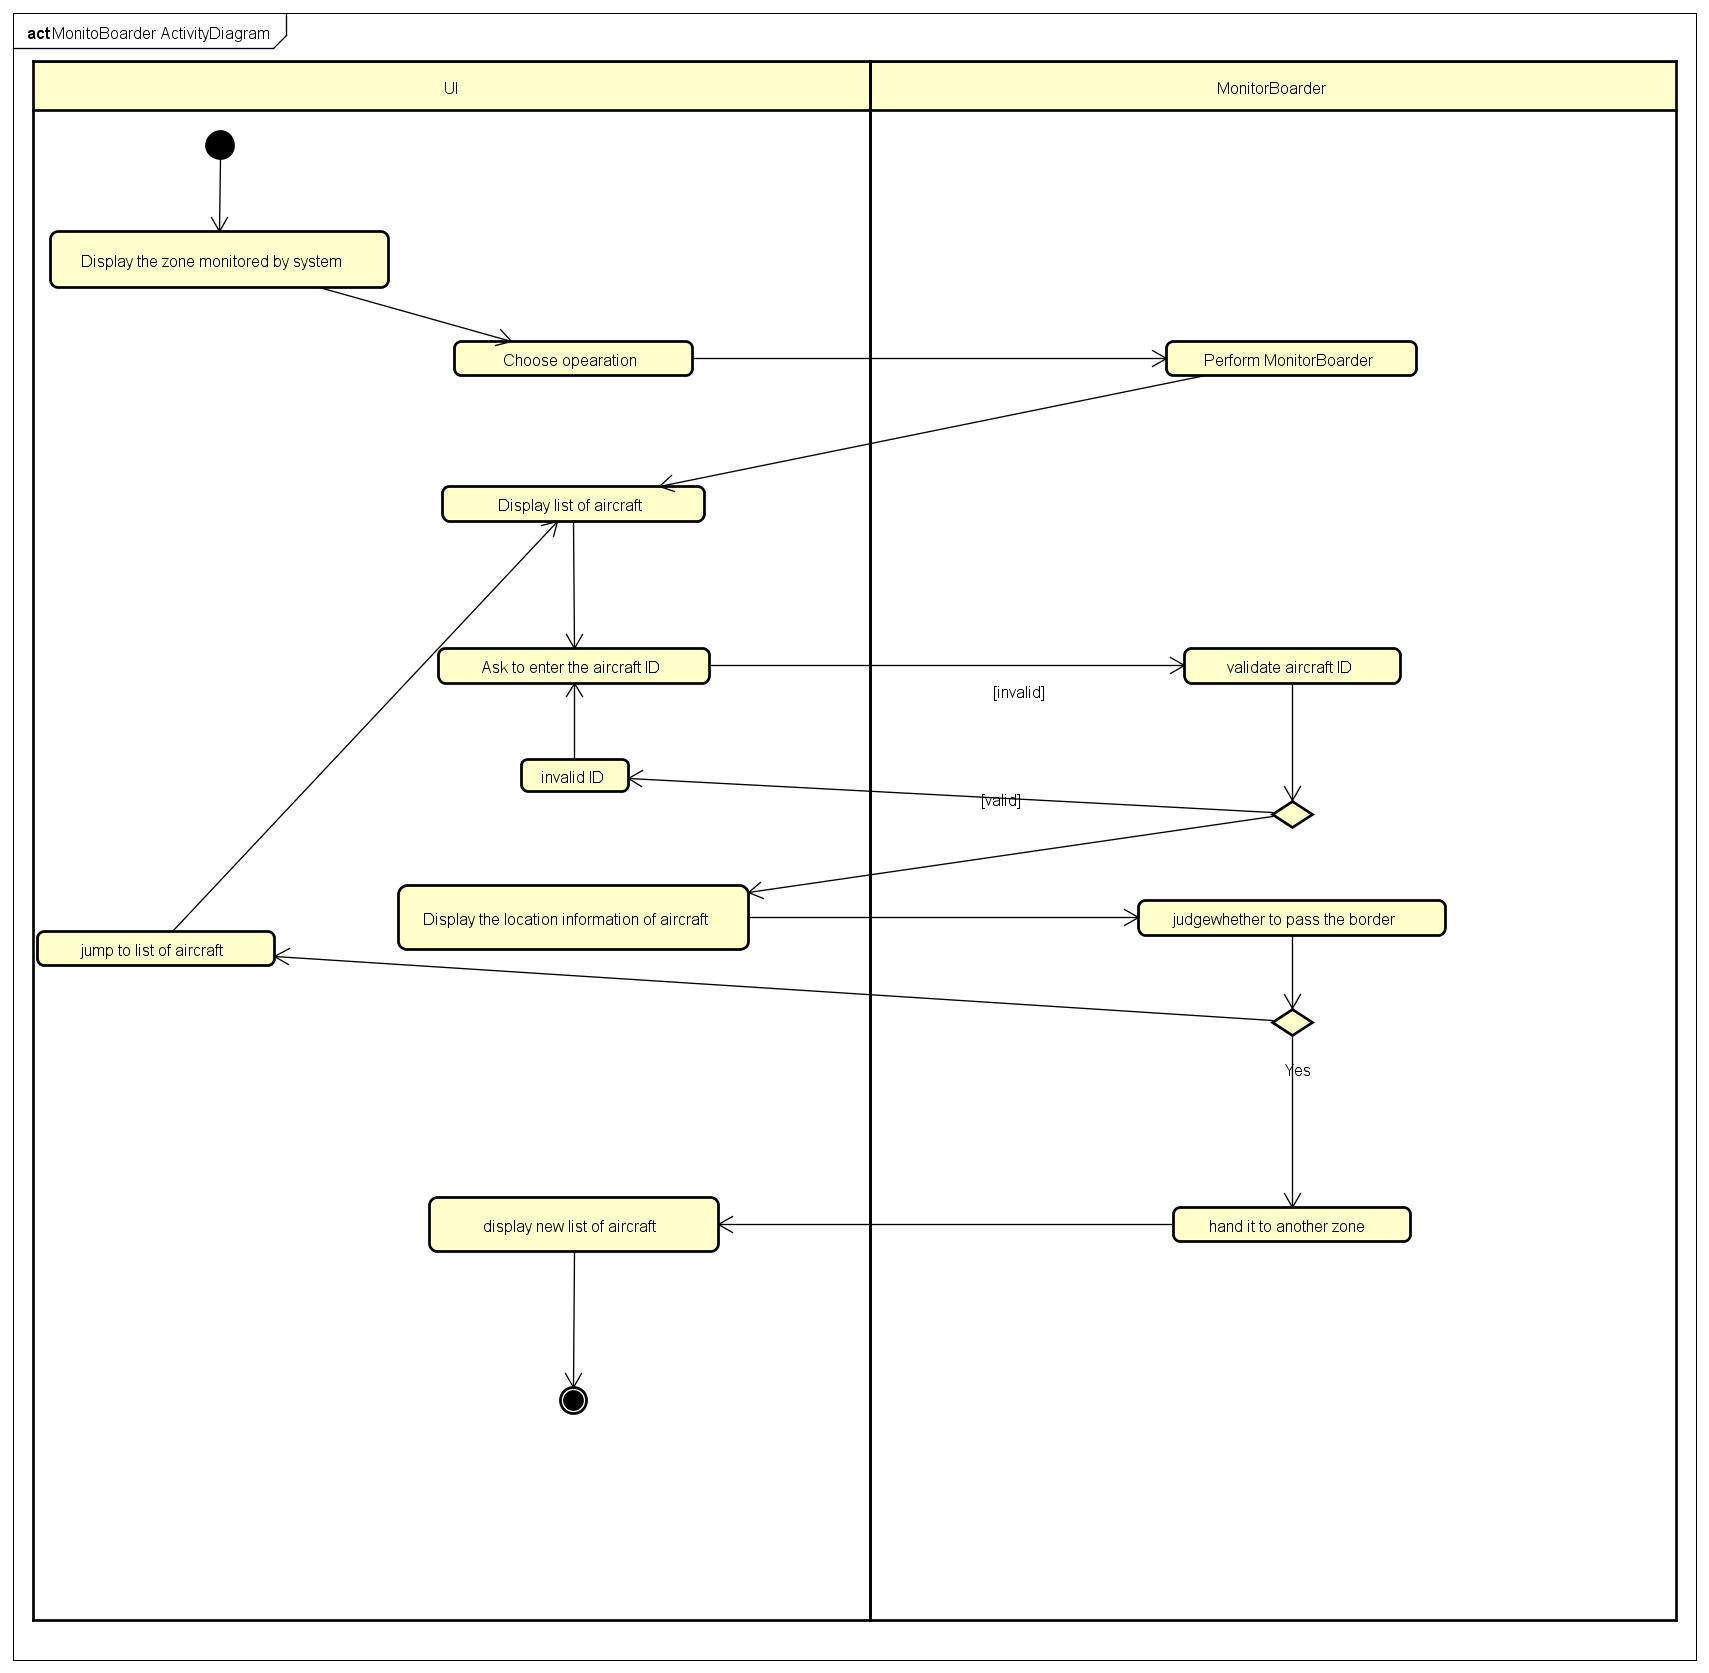 act MonitoBoarder ActivityDiagram
UI
MonitorBoarder
Display the zone monitored by system
Choose opearation
Perform MonitorBoarder
Display list of aircraft
Ask to enter the aircraft ID
validate aircraft ID
[invalid]
invalid ID
[valid]
Display the location information of aircraft
judgewhether to pass the border
jump to list of aircraft
Yes
display new list of aircraft
hand it to another zone